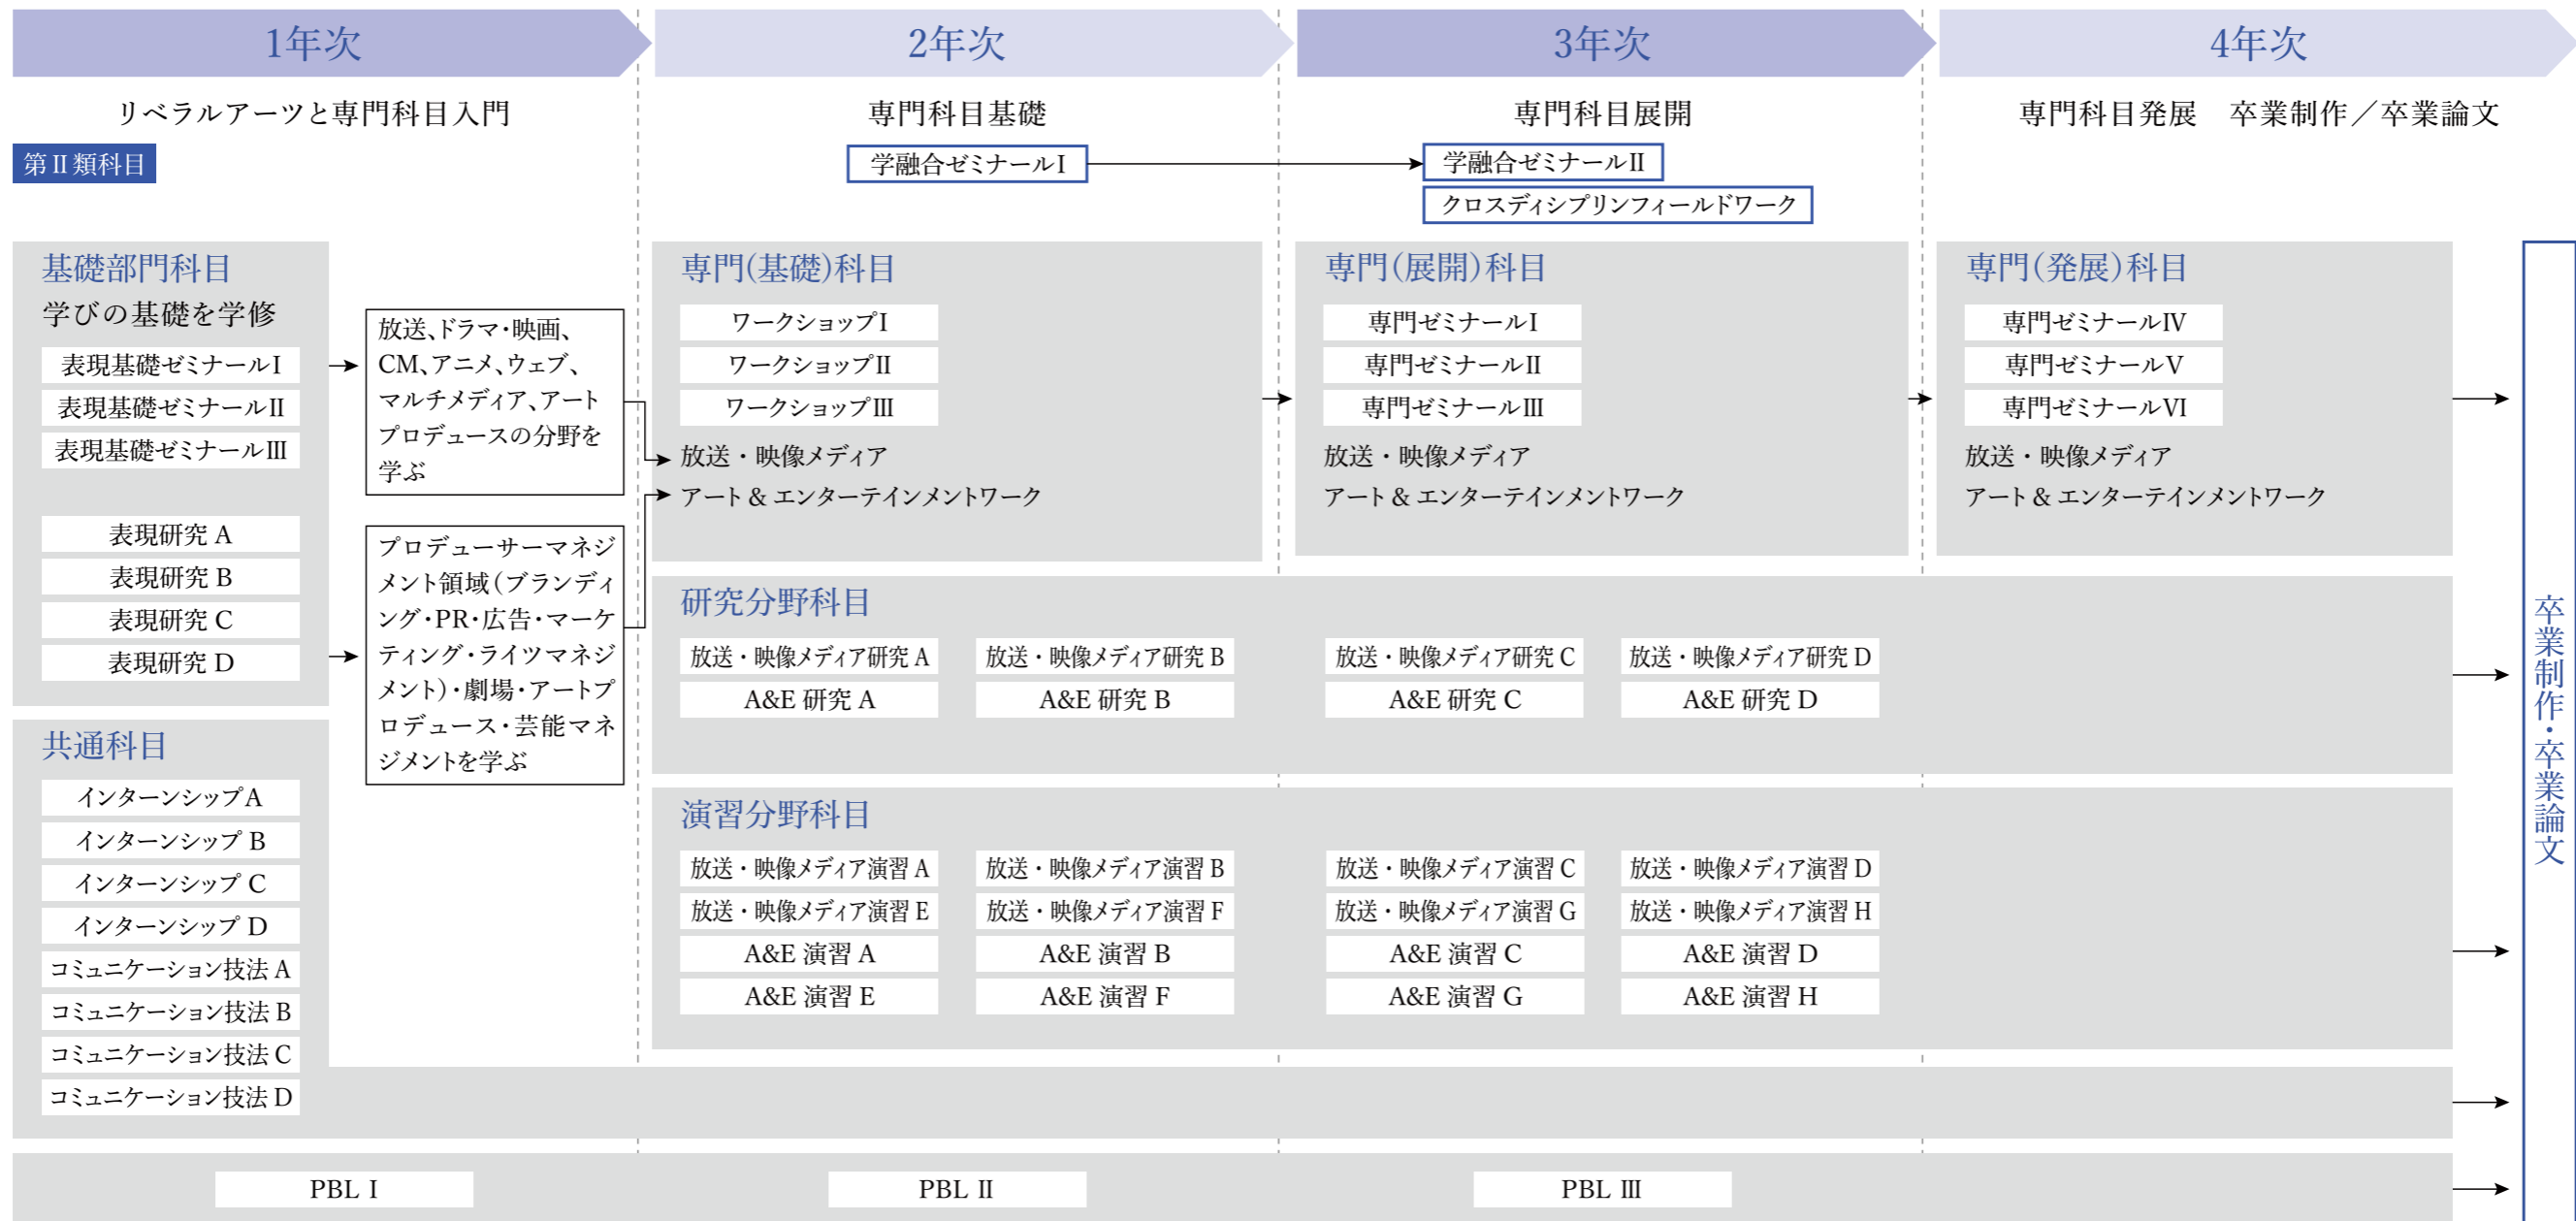 1年次
2年次
3年次
4年次
リベラルアーツと専門科目入門
専門科目基礎
専門科目展開
専門科目発展　卒業制作／卒業論文
第Ⅱ類科目
学融合ゼミナールⅠ
学融合ゼミナールⅡ
クロスディシプリンフィールドワーク
基礎部門科目
学びの基礎を学修
表現基礎ゼミナールⅠ
表現基礎ゼミナールⅡ
表現基礎ゼミナールⅢ
表現研究 A
表現研究 B
表現研究 C
表現研究 D
放送、ドラマ・映画、
CM、アニメ、ウェブ、
マルチメディア、アート
プロデュースの分野を
学ぶ
プロデューサーマネジ
メント領域（ブランディ
ング・PR・広告・マーケ
ティング・ライツマネジ
メント）・劇場・アートプ
ロデュース・芸能マネ
ジメントを学ぶ
共通科目
インターンシップA
インターンシップ B
インターンシップ C
インターンシップ D
コミュニケーション技法 A
コミュニケーション技法 B
コミュニケーション技法 C
コミュニケーション技法 D
専門(基礎)科目
ワークショップⅠ
ワークショップⅡ
ワークショップⅢ
放送・映像メディア
アート & エンターテインメントワーク
専門(展開)科目
専門ゼミナールⅠ
専門ゼミナールⅡ
専門ゼミナールⅢ
放送・映像メディア
アート & エンターテインメントワーク
専門(発展)科目
専門ゼミナールⅣ
専門ゼミナールⅤ
専門ゼミナールⅥ
放送・映像メディア
アート & エンターテインメントワーク
研究分野科目
放送・映像メディア研究 A
放送・映像メディア研究 B
放送・映像メディア研究 C
放送・映像メディア研究 D
A&E 研究 A
A&E 研究 B
A&E 研究 C
A&E 研究 D
演習分野科目
放送・映像メディア演習 A
放送・映像メディア演習 B
放送・映像メディア演習 C
放送・映像メディア演習 D
放送・映像メディア演習 E
放送・映像メディア演習 F
放送・映像メディア演習 G
放送・映像メディア演習 H
A&E 演習 A
A&E 演習 B
A&E 演習 C
A&E 演習 D
A&E 演習 E
A&E 演習 F
A&E 演習 G
A&E 演習 H
PBL Ⅰ
PBL Ⅱ
PBL Ⅲ
卒業制作・卒業論文